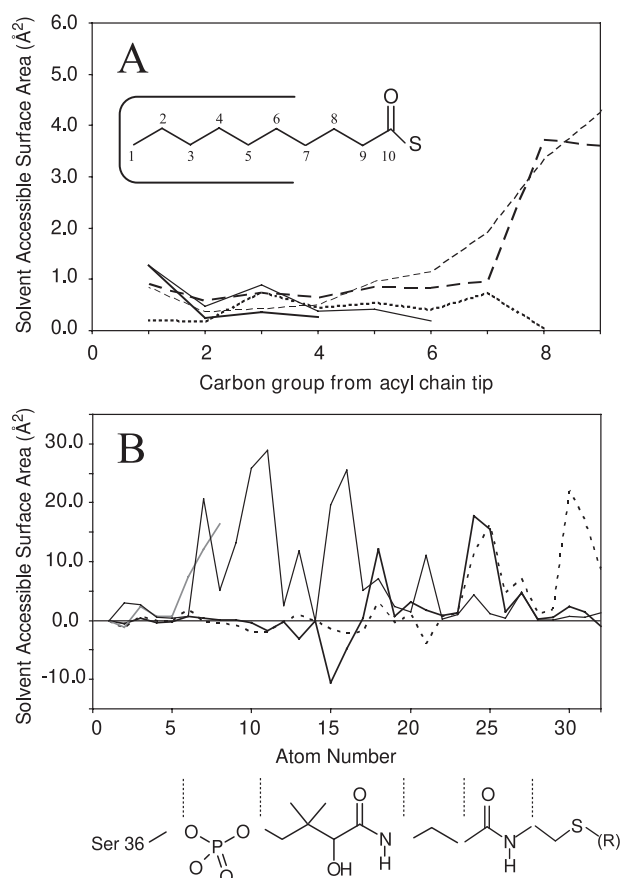 Solvent Accessible Surface Area (Å²)
6.0
5.0
4.0
3.0
2.0
1.0
0.0
A
1 2 3 4 5 6 7 8 9 10
O
S
0 2 4 6 8
Carbon group from acyl chain tip
Solvent Accessible Surface Area (Å²)
30.0
20.0
10.0
0.0
-10.0
B
0 5 10 15 20 25 30
Atom Number
O O
O O N N S
Ser 36 P H H (R)
O O OH